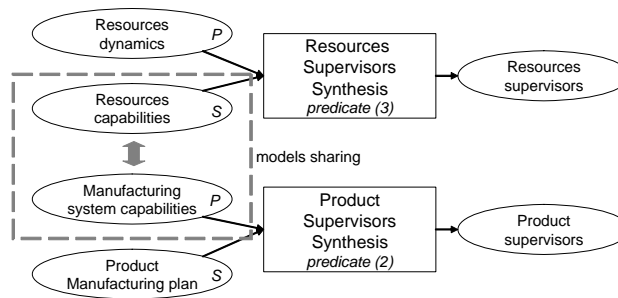 Resources
dynamics
P
Resources
Supervisors
Synthesis
predicate (3)
Resources
supervisors
Resources
capabilities
S
models sharing
Manufacturing
system capabilities
P
Product
Supervisors
Synthesis
predicate (2)
Product
supervisors
Product
Manufacturing plan
S